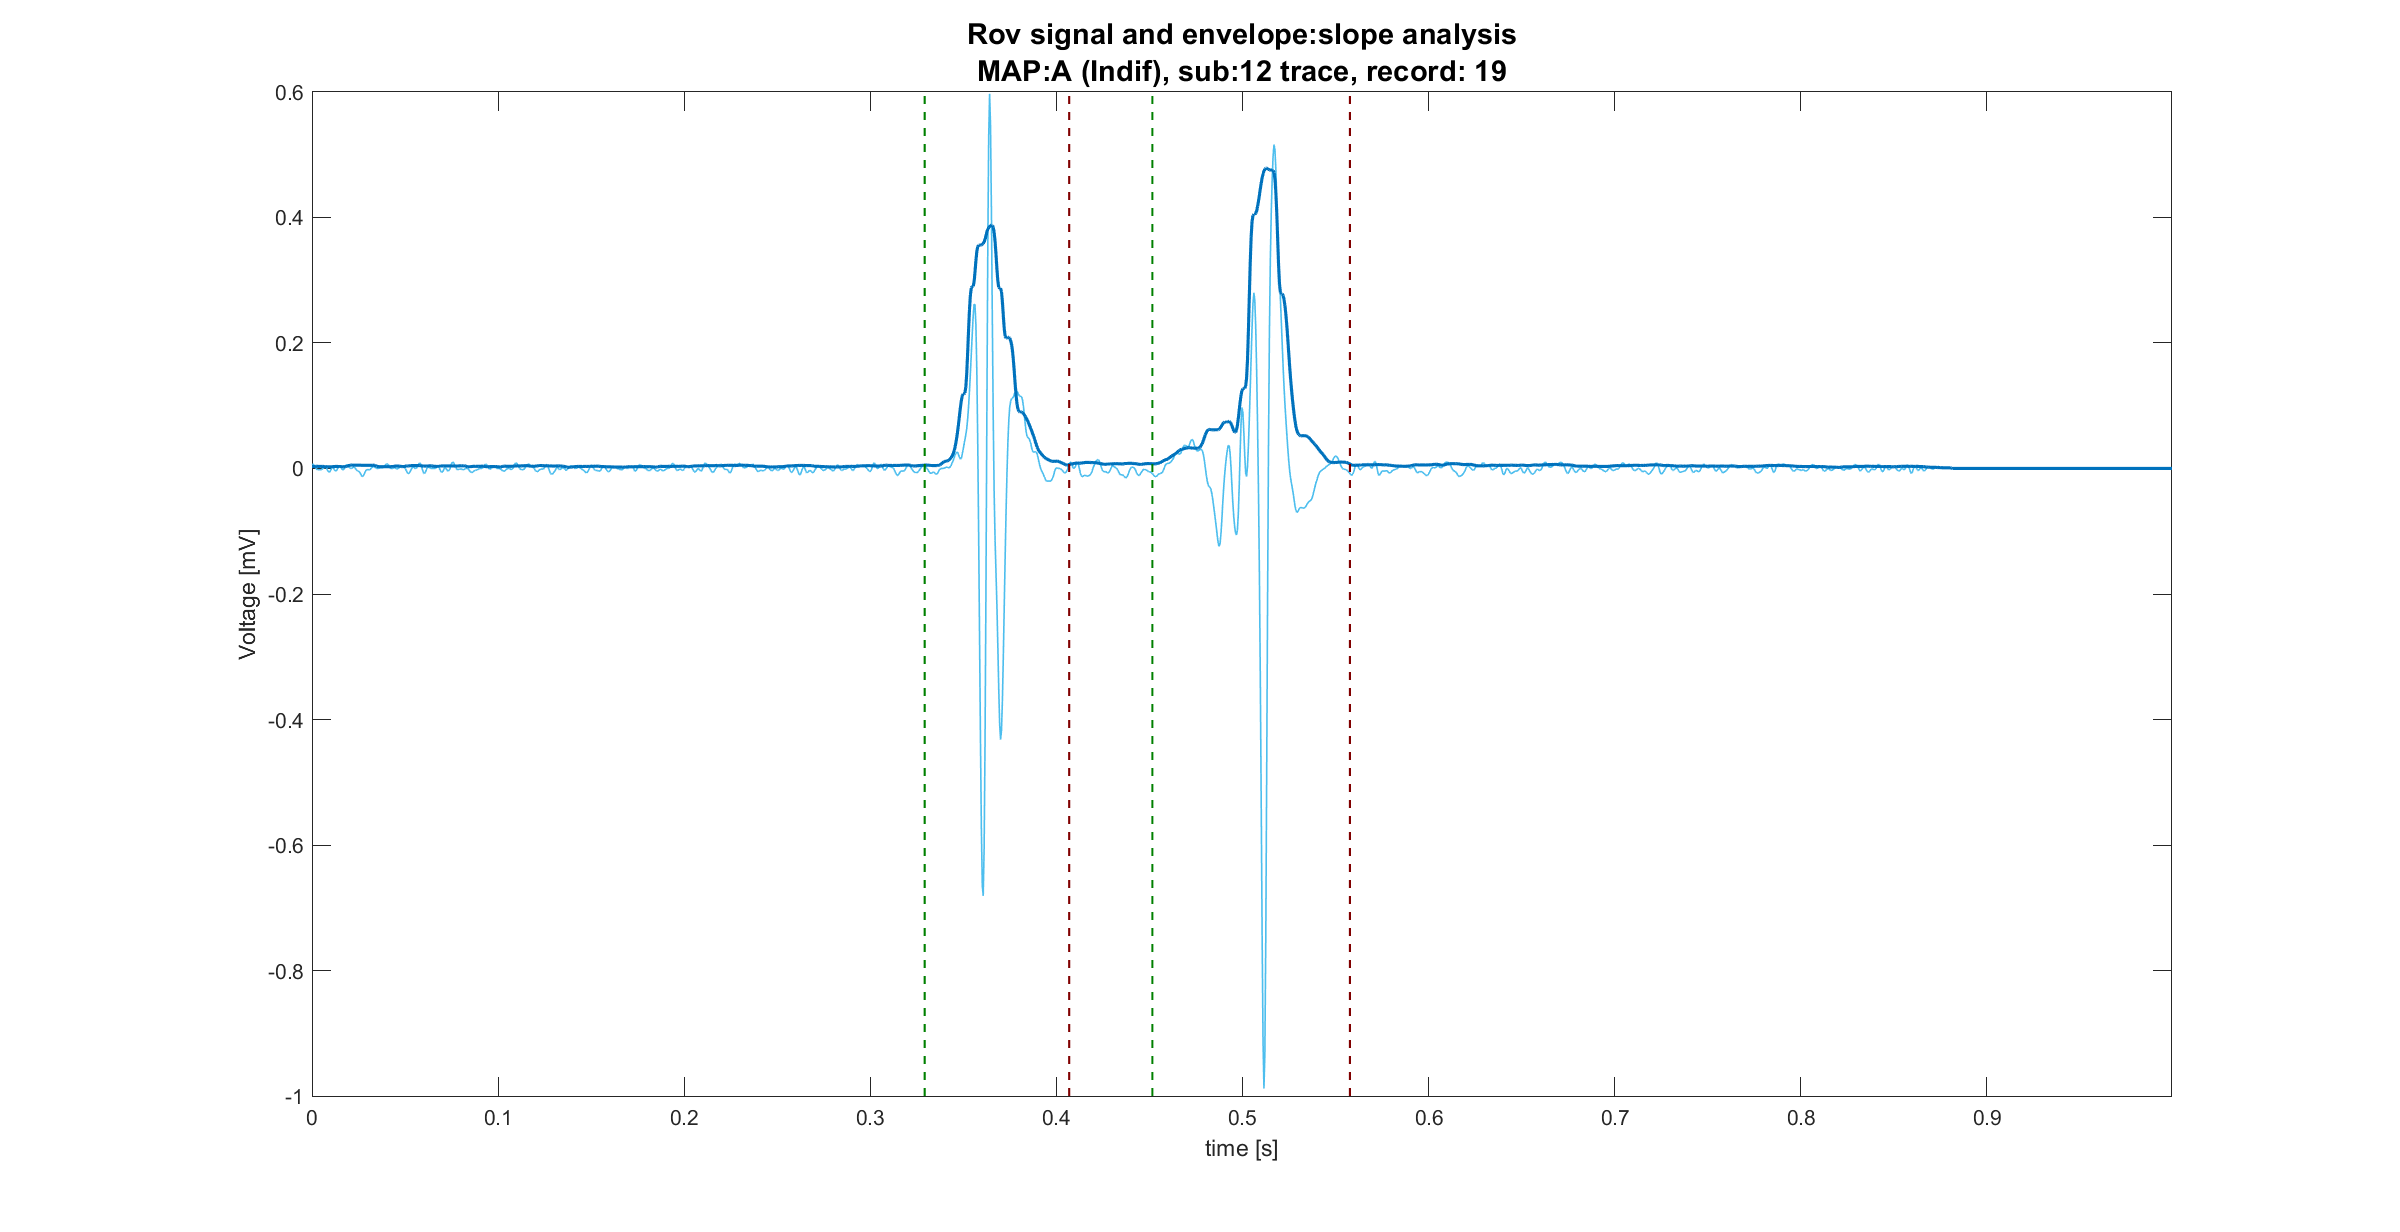 Rov signal and envelope:slope analysis
MAP:A (Indif), sub:12 trace, record: 19
0.6
0.4
0.2
0
-0.2
-0.4
-0.6
-0.8
-1
Voltage [mV]
0 0.1 0.2 0.3 0.4 0.5 0.6 0.7 0.8 0.9
time [s]